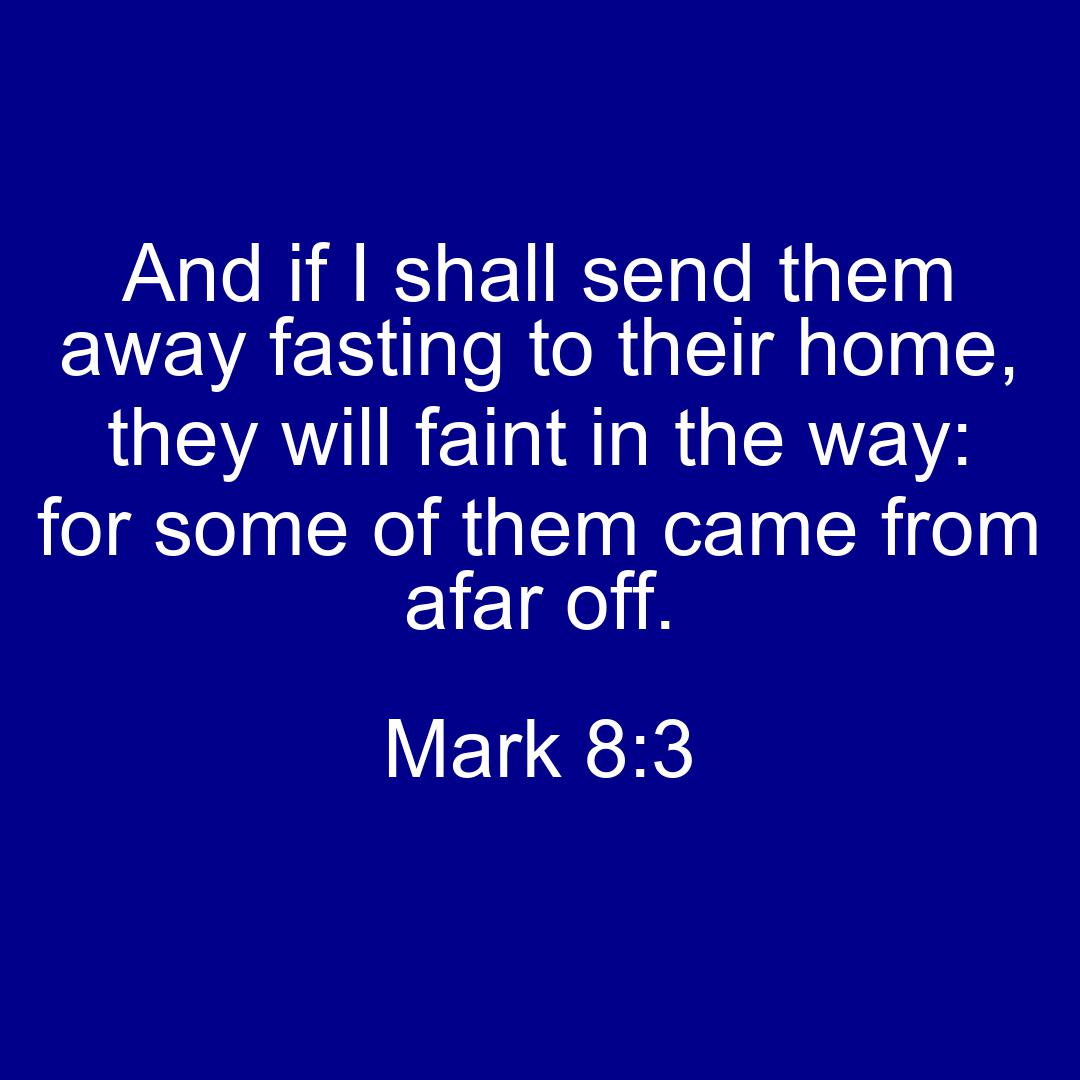 And if I shall send them
away fasting to their home,
they will faint in the way:
for some of them came from
afar off.
Mark 8:3